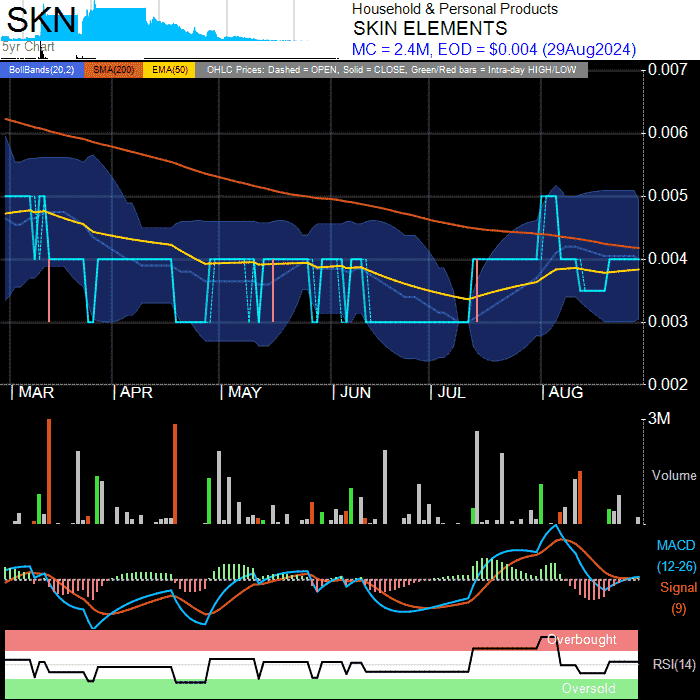 SKN
5yr Chart
Household & Personal Products
SKIN ELEMENTS
MC = 2.4M, EOD = $0.004 (29Aug2024)
BollBands(20,2) SMA(200) EMA(50) OHLC Prices: Dashed = OPEN, Solid = CLOSE, Green/Red bars = Intra-day HIGH/LOW
0.007
0.006
0.005
0.004
0.003
0.002
MAR APR MAY JUN JUL AUG
3M
Volume
MACD
(12-26)
Signal
(9)
Overbought
RSI(14)
Oversold